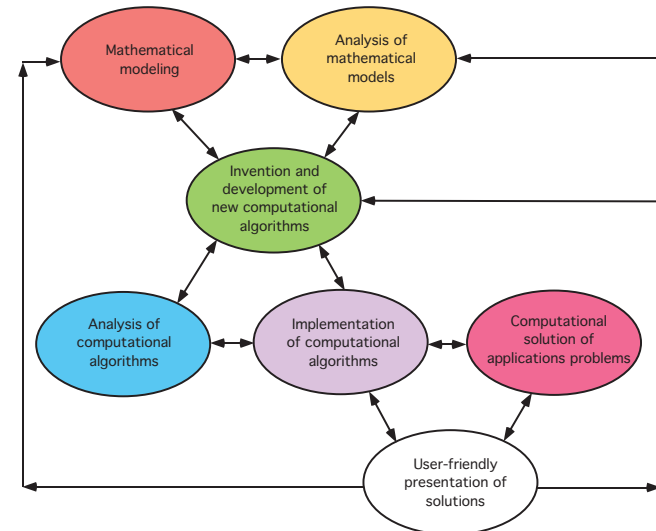 Mathematical
modeling
Analysis of
mathematical
models
Invention and
development of
new computational
algorithms
Analysis of
computational
algorithms
Implementation
of computational
algorithms
Computational
solution of
applications problems
User-friendly
presentation of
solutions